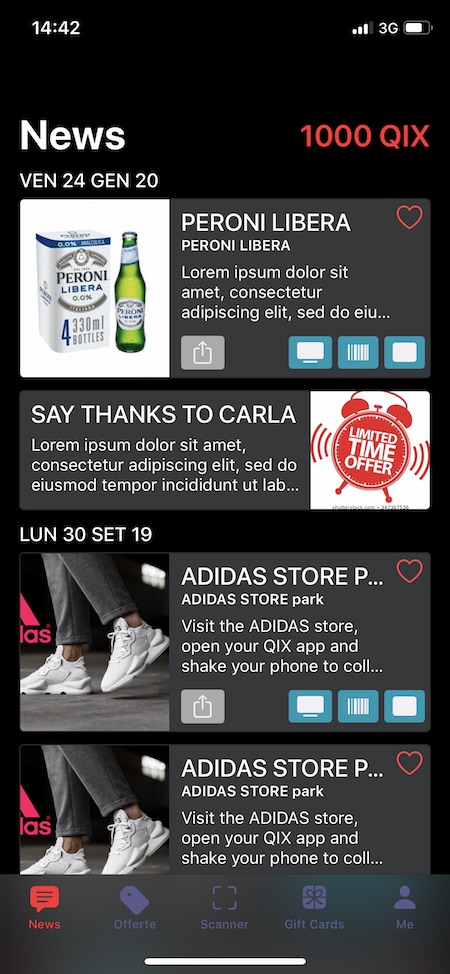 14:42
3G
News
1000 QIX
VEN 24 GEN 20
PERONI LIBERA
PERONI LIBERA
Lorem ipsum dolor sit
amet, consectetur
adipiscing elit, sed do eiu...
0.0% ANALCOLICA
PERONI
LIBERA
0.0%
4 330ml
BOTTLES
PERONI
SAY THANKS TO CARLA
Lorem ipsum dolor sit amet,
consectetur adipiscing elit, sed do
eiusmod tempor incididunt ut lab...
LIMITED
TIME
OFFER
shutterstock.com • 347367136
LUN 30 SET 19
das
ADIDAS STORE P...
ADIDAS STORE park
Visit the ADIDAS store,
open your QIX app and
shake your phone to coll...
das
ADIDAS STORE P...
ADIDAS STORE park
Visit the ADIDAS store,
open your QIX app and
shake your phone to coll...
News
Offerte
Scanner
Gift Cards
Me